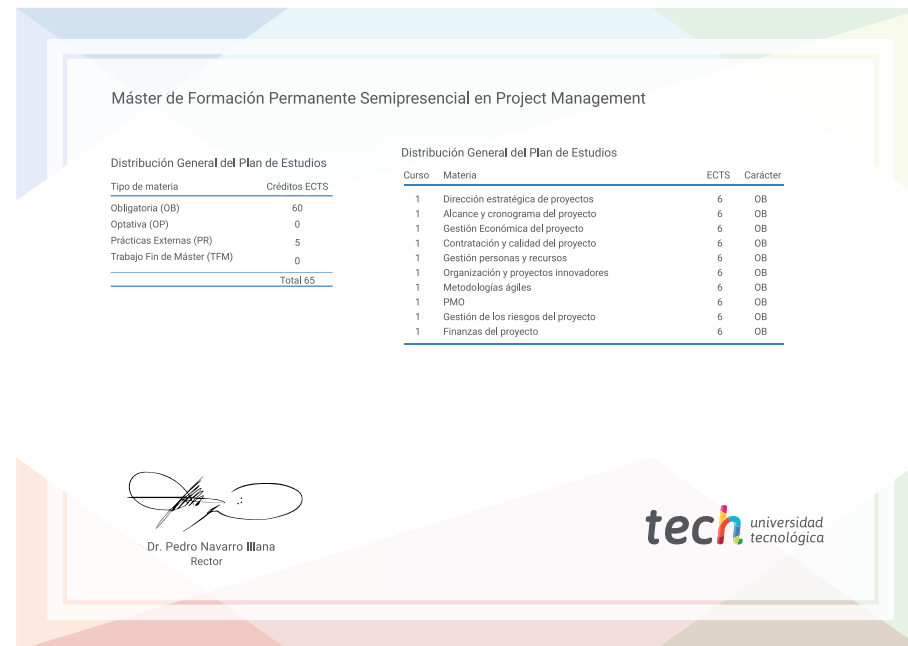 Máster de Formación Permanente Semipresencial en Project Management
Distribución General del Plan de Estudios
Tipo de materia Créditos ECTS
Obligatoria (OB) 60
Optativa (OP) 0
Prácticas Externas (PR) 5
Trabajo Fin de Máster (TFM) 0
Total 65
Distribución General del Plan de Estudios
Curso Materia ECTS Carácter
1 Dirección estratégica de proyectos 6 OB
1 Alcance y cronograma del proyecto 6 OB
1 Gestión Económica del proyecto 6 OB
1 Contratación y calidad del proyecto 6 OB
1 Gestión personas y recursos 6 OB
1 Organización y proyectos innovadores 6 OB
1 Metodologías ágiles 6 OB
1 PMO 6 OB
1 Gestión de los riesgos del proyecto 6 OB
1 Finanzas del proyecto 6 OB
Dr. Pedro Navarro Illana
Rector
tech universidad
tecnológica